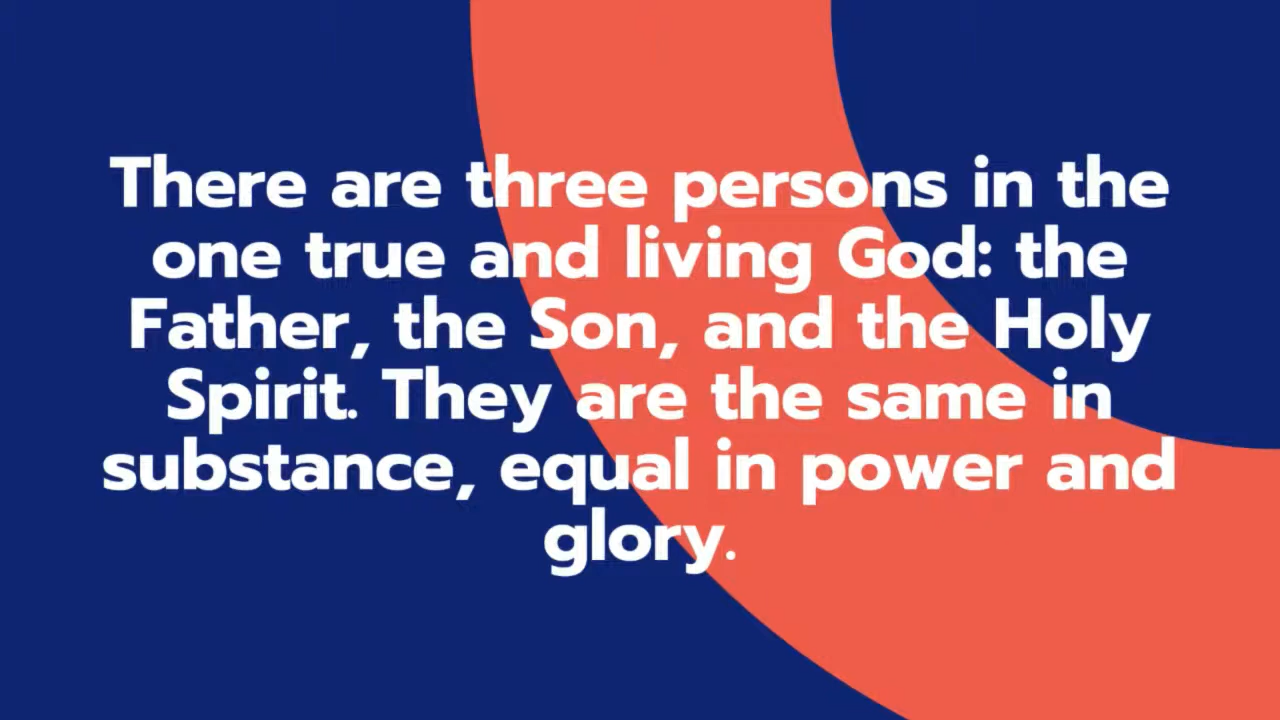 There are three persons in the
one true and living God: the
Father, the Son, and the Holy
Spirit. They are the same in
substance, equal in power and
glory.